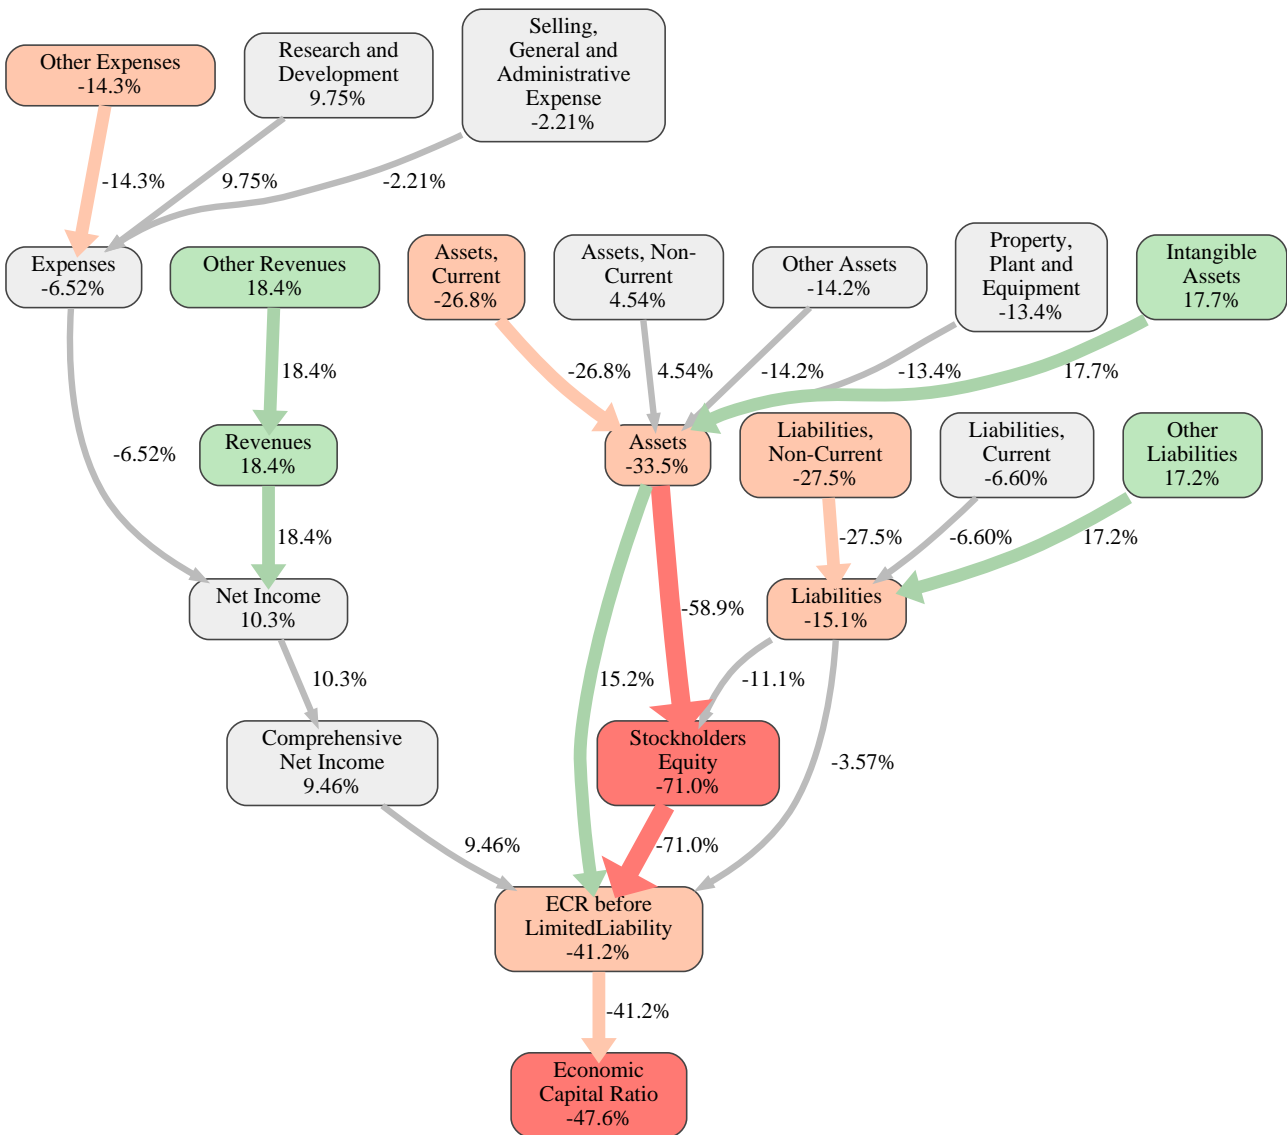 Other Expenses
-14.3%
Research and
Development
9.75%
Selling,
General and
Administrative
Expense
-2.21%
-14.3%
9.75%
-2.21%
Expenses
-6.52%
Other Revenues
18.4%
Assets,
Current
-26.8%
Assets, Non-
Current
4.54%
Other Assets
-14.2%
Property,
Plant and
Equipment
-13.4%
Intangible
Assets
17.7%
18.4%
-26.8%
4.54%
-14.2%
-13.4%
17.7%
Revenues
18.4%
Assets
-33.5%
Liabilities,
Non-Current
-27.5%
Liabilities,
Current
-6.60%
Other
Liabilities
17.2%
-6.52%
18.4%
-27.5%
-6.60%
17.2%
Net Income
10.3%
Liabilities
-15.1%
-58.9%
10.3%
15.2%
-11.1%
Comprehensive
Net Income
9.46%
Stockholders
Equity
-71.0%
-3.57%
9.46%
-71.0%
ECR before
LimitedLiability
-41.2%
-41.2%
Economic
Capital Ratio
-47.6%